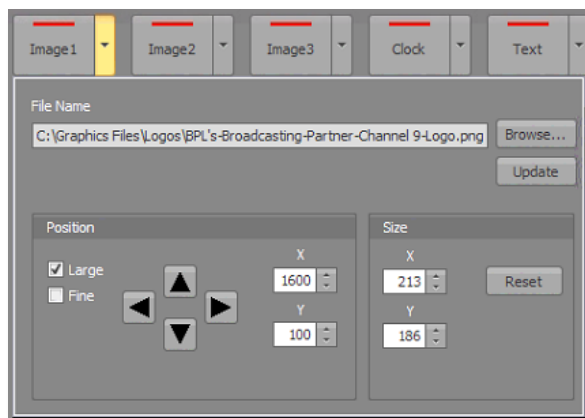 Image1 Image2 Image3 Clock Text
File Name
C:\Graphics Files\Logos\BPL's-Broadcasting-Partner-Channel 9-Logo.png Browse...
Update
Position
Large
Fine
X
1600
Y
100
Size
X
213
Reset
Y
186